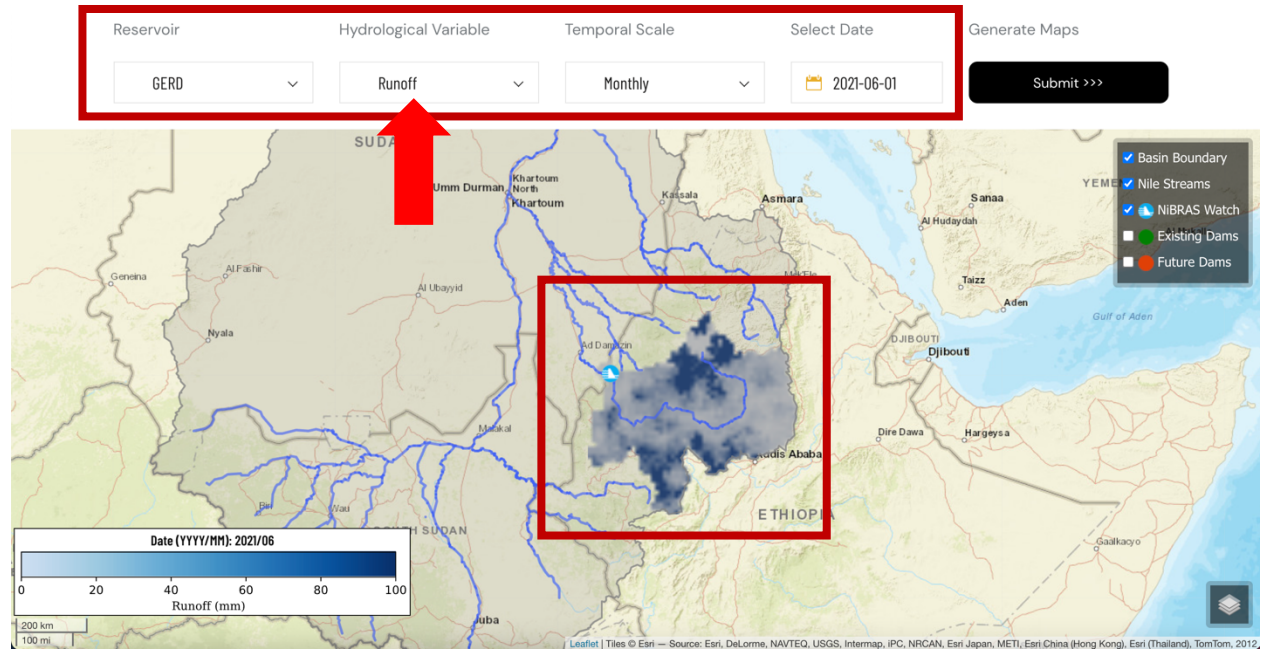 Reservoir
Hydrological Variable
Temporal Scale
Select Date
Generate Maps
GERD
Runoff
Monthly
2021-06-01
Submit >>>
SUDA
Khartoum
North
Umm Durman
Khartoum
Kassala
Asmara
YEME
Sanaa
Al Hudaydah
Basin Boundary
Nile Streams
NiBRAS Watch
Existing Dams
Future Dams
Geneina
Al Fashir
Al Ubayyid
Mek'Ele
Taizz
Aden
Gulf of Aden
Nyala
Ad Damazin
DJIBOUTI
Djibouti
Malakal
Dire Dawa
Hargeysa
Addis Ababa
Wau
ETHIOPIA
SOUTH SUDAN
Gaalkacyo
Date (YYYY/MM): 2021/06
0 20 40 60 80 100
Runoff (mm)
uba
200 km
100 mi
Leaflet | Tiles © Esri — Source: Esri, DeLorme, NAVTEQ, USGS, Intermap, iPC, NRCAN, Esri Japan, METI, Esri China (Hong Kong), Esri (Thailand), TomTom, 2012